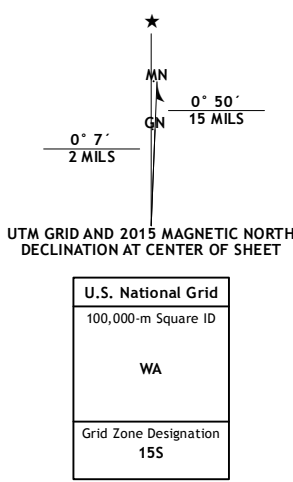 ★
MN
0° 50´
15 MILS
GN
0° 7´
2 MILS
UTM GRID AND 2015 MAGNETIC NORTH
DECLINATION AT CENTER OF SHEET
U.S. National Grid
100,000-m Square ID
WA
Grid Zone Designation
15S